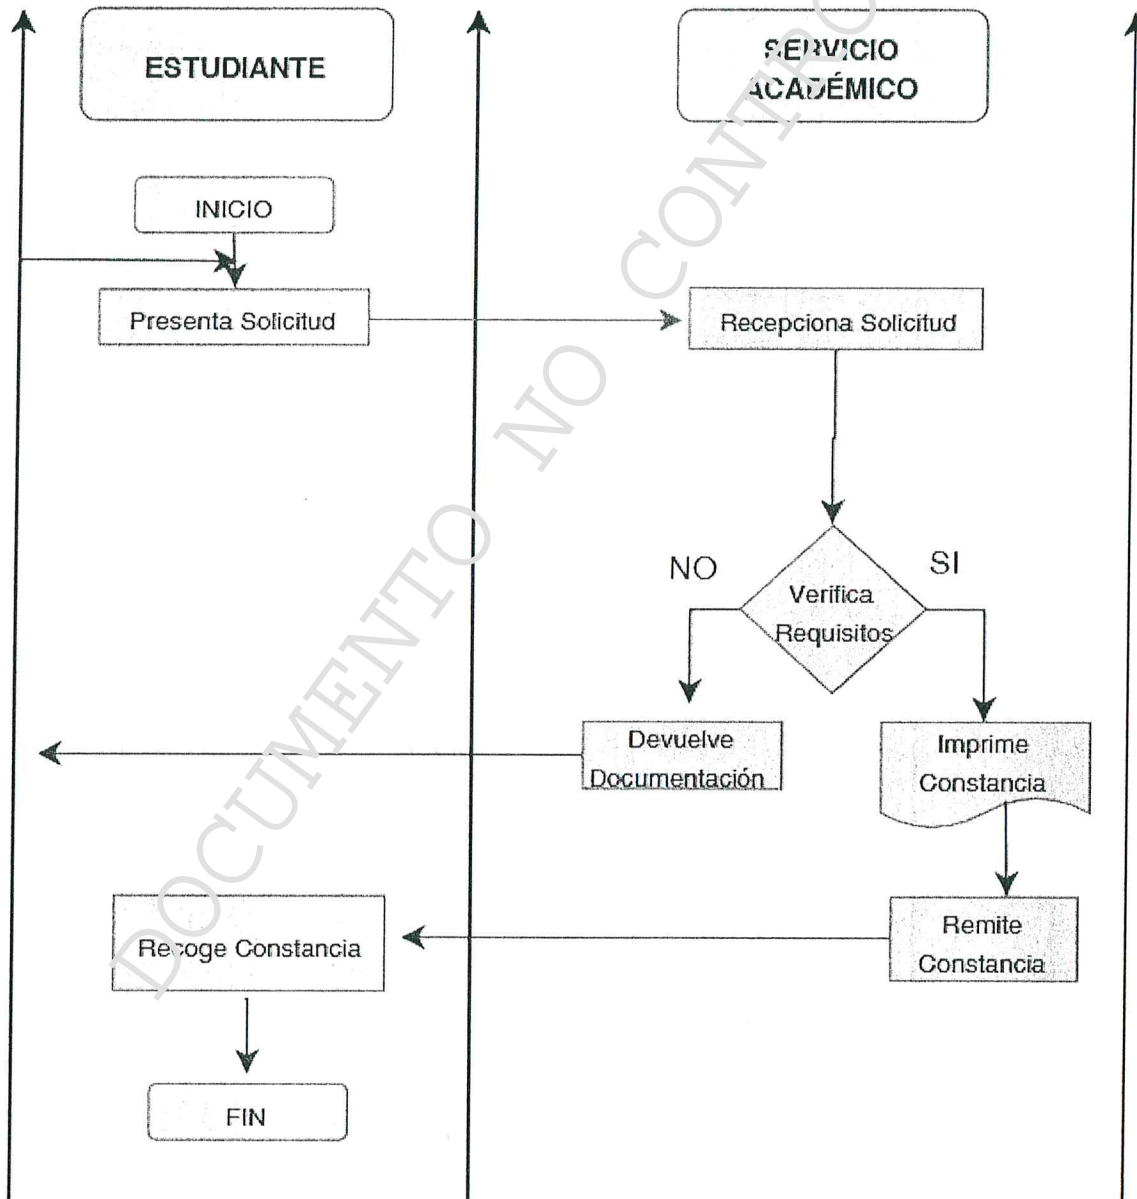 ESTUDIANTE
SERVICIO
ACADÉMICO
INICIO
Presenta Solicitud
Recepciona Solicitud
NO
SI
Verifica
Requisitos
Devuelve
Documentación
Imprime
Constancia
Recoge Constancia
Remite
Constancia
FIN
DOCUMENTO NO CONTRO